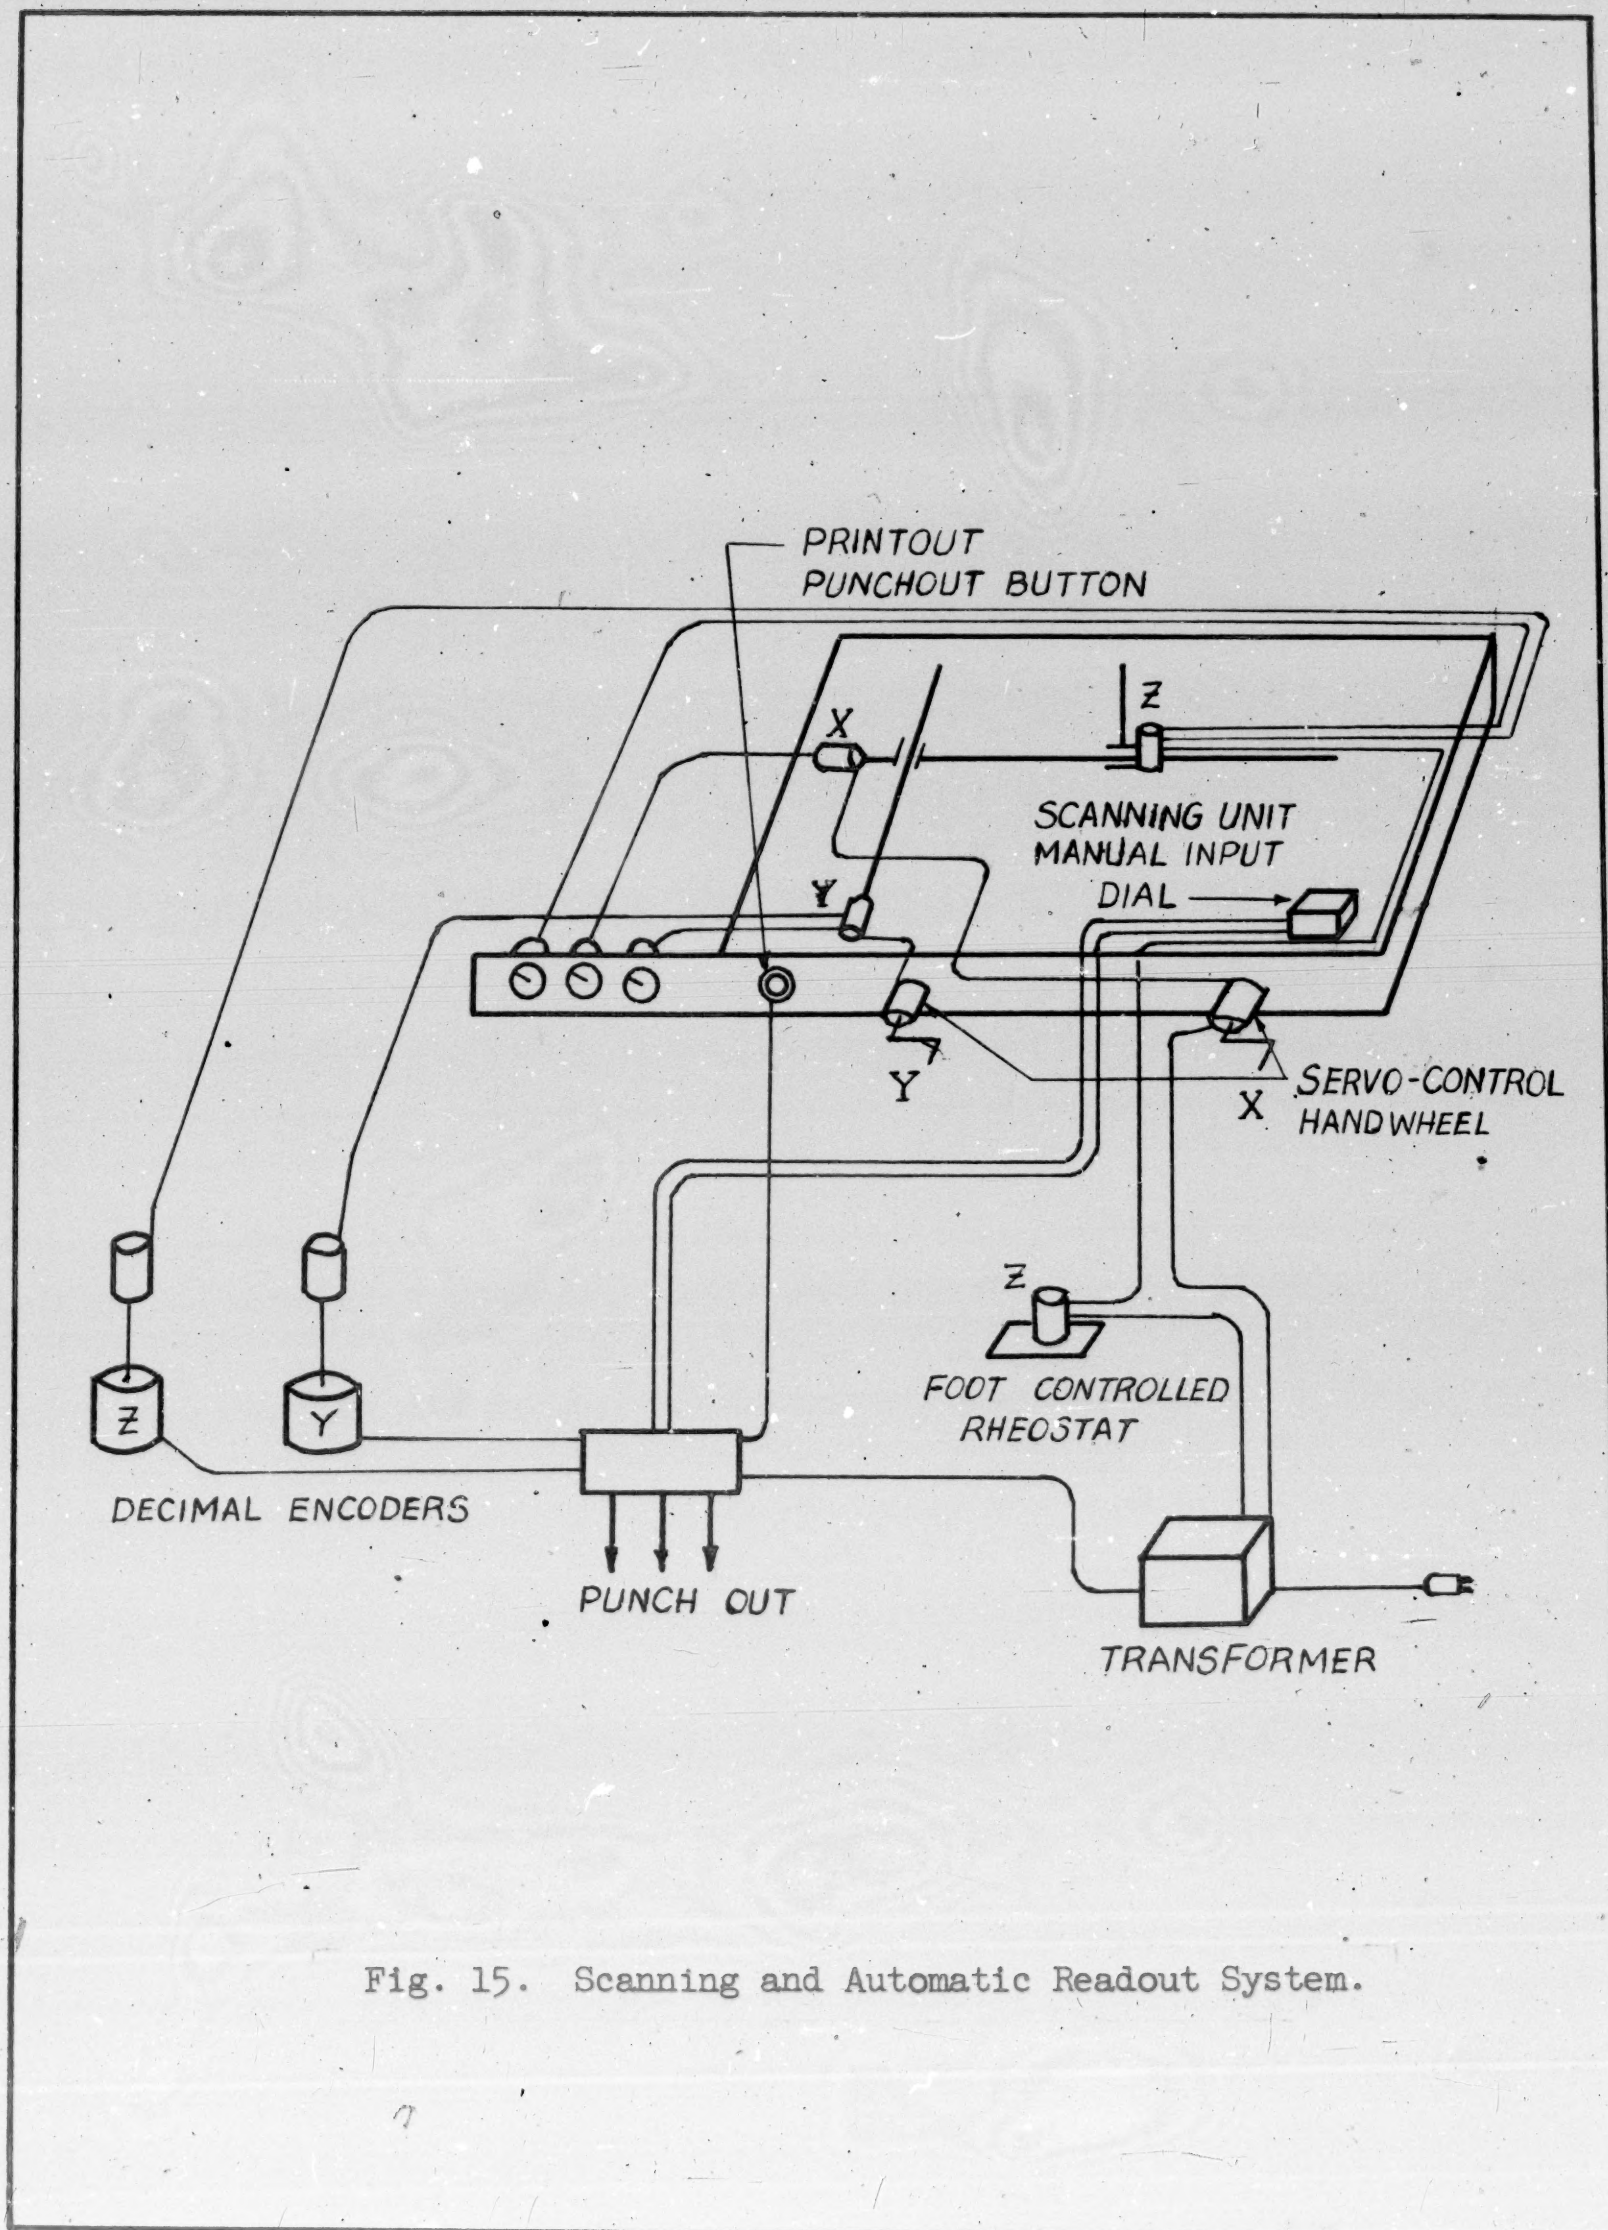 PRINTOUT
PUNCHOUT BUTTON
Z
X
SCANNING UNIT
MANUAL INPUT
DIAL
Y
Y
X
SERVO-CONTROL
HANDWHEEL
Z
FOOT CONTROLLED
RHEOSTAT
Z
Y
DECIMAL ENCODERS
PUNCH OUT
TRANSFORMER
Fig. 15. Scanning and Automatic Readout System.